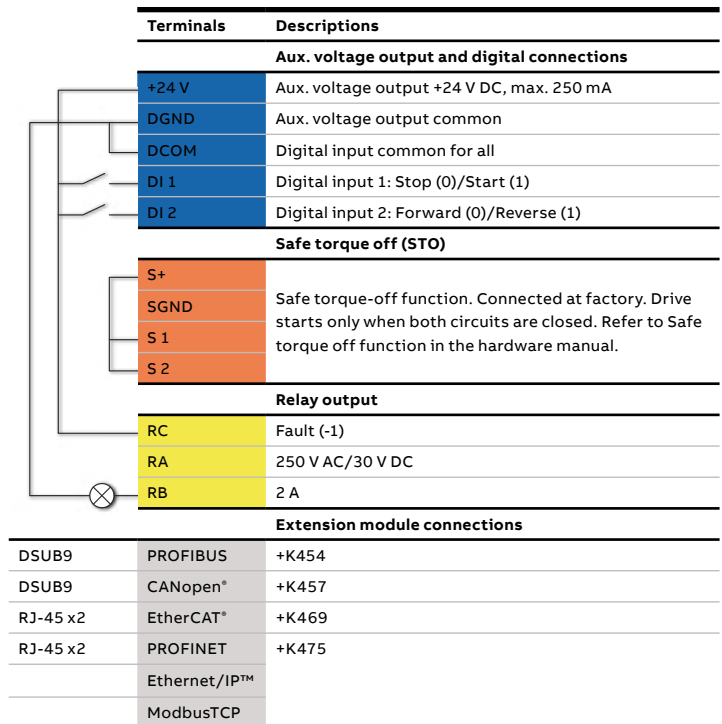 Terminals Descriptions
Aux. voltage output and digital connections
+24 V Aux. voltage output +24 V DC, max. 250 mA
DGND Aux. voltage output common
DCOM Digital input common for all
DI 1 Digital input 1: Stop (0)/Start (1)
DI 2 Digital input 2: Forward (0)/Reverse (1)
Safe torque off (STO)
S+
SGND
S 1
S 2
Safe torque-off function. Connected at factory. Drive
starts only when both circuits are closed. Refer to Safe
torque off function in the hardware manual.
Relay output
RC Fault (-1)
RA 250 V AC/30 V DC
RB 2 A
Extension module connections
DSUB9 PROFIBUS +K454
DSUB9 CANopen® +K457
RJ-45 x2 EtherCAT® +K469
RJ-45 x2 PROFINET +K475
Ethernet/IP™
ModbusTCP